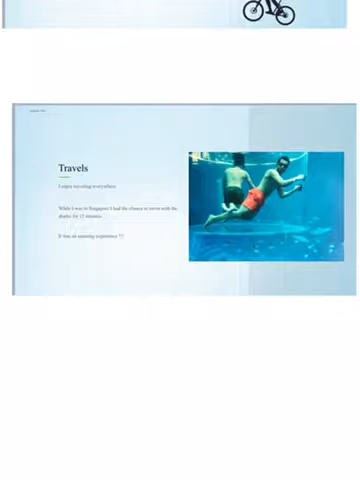 Travels
I enjoy traveling everywhere
While I was in Singapore I had the chance to swim with the
sharks for 15 minutes.
It was an amazing experience !!!